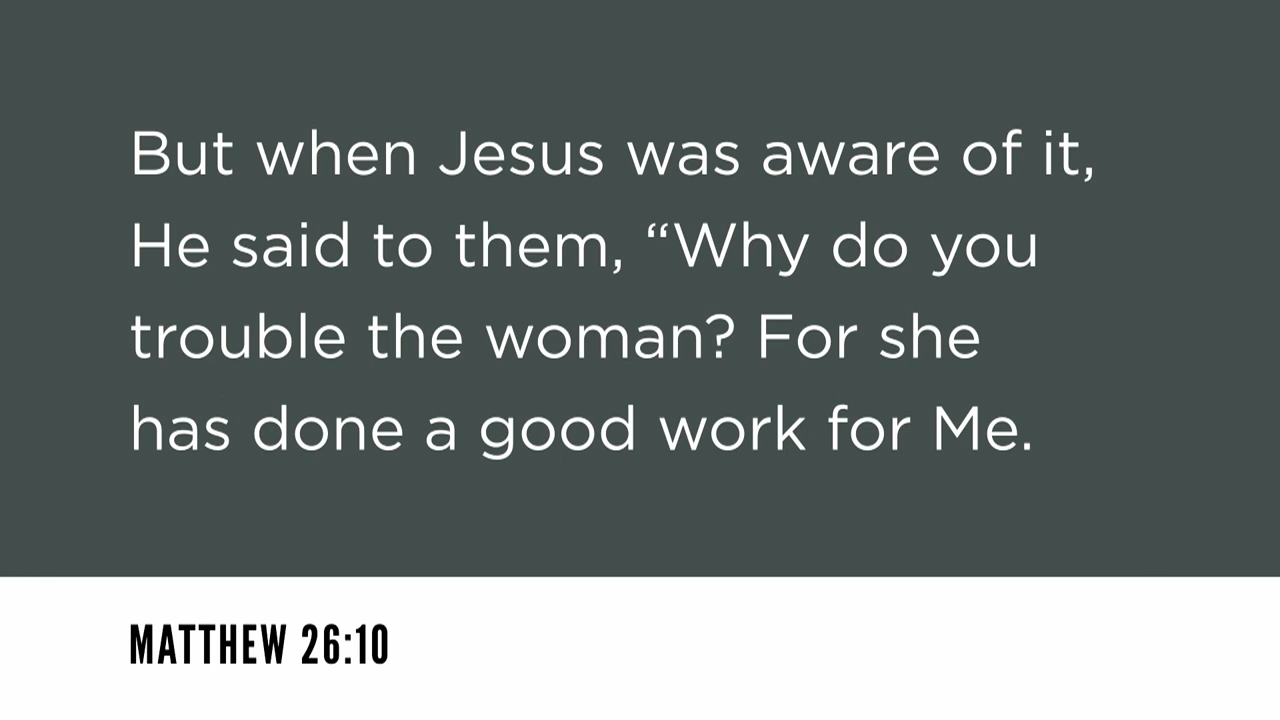 But when Jesus was aware of it,
He said to them, “Why do you
trouble the woman? For she
has done a good work for Me.
MATTHEW 26:10